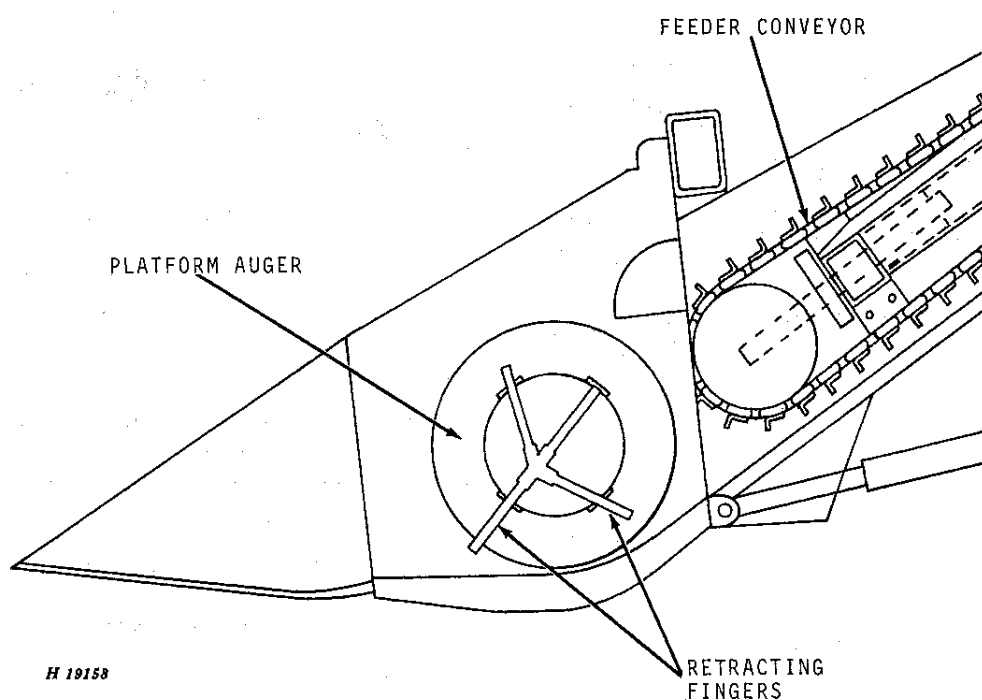 FEEDER CONVEYOR
PLATFORM AUGER
H 19158
RETRACTING
FINGERS